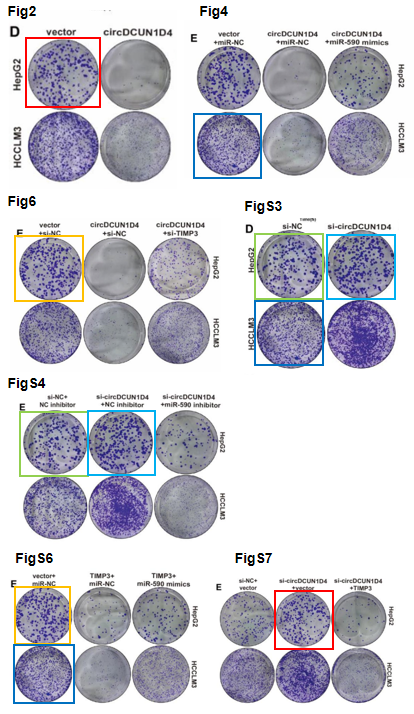 Fig2
Fig4
D
vector
circDCUN1D4
HepG2
HCCLM3
E
vector
+miR-NC
circDCUN1D4
+miR-NC
circDCUN1D4
+miR-590 mimics
HepG2
HCCLM3
Fig6
vector
+si-NC
circDCUN1D4
+si-NC
circDCUN1D4
+si-TIMP3
HepG2
HCCLM3
FigS3
D
si-NC
si-circDCUN1D4
HepG2
HCCLM3
FigS4
E
si-NC+
NC inhibitor
si-circDCUN1D4
+NC inhibitor
si-circDCUN1D4
+miR-590 inhibitor
HepG2
HCCLM3
FigS6
E
vector+
miR-NC
TIMP3+
miR-NC
TIMP3+
miR-590 mimics
HepG2
HCCLM3
FigS7
E
si-NC+
vector
si-circDCUN1D4
+vector
si-circDCUN1D4
+TIMP3
HepG2
HCCLM3